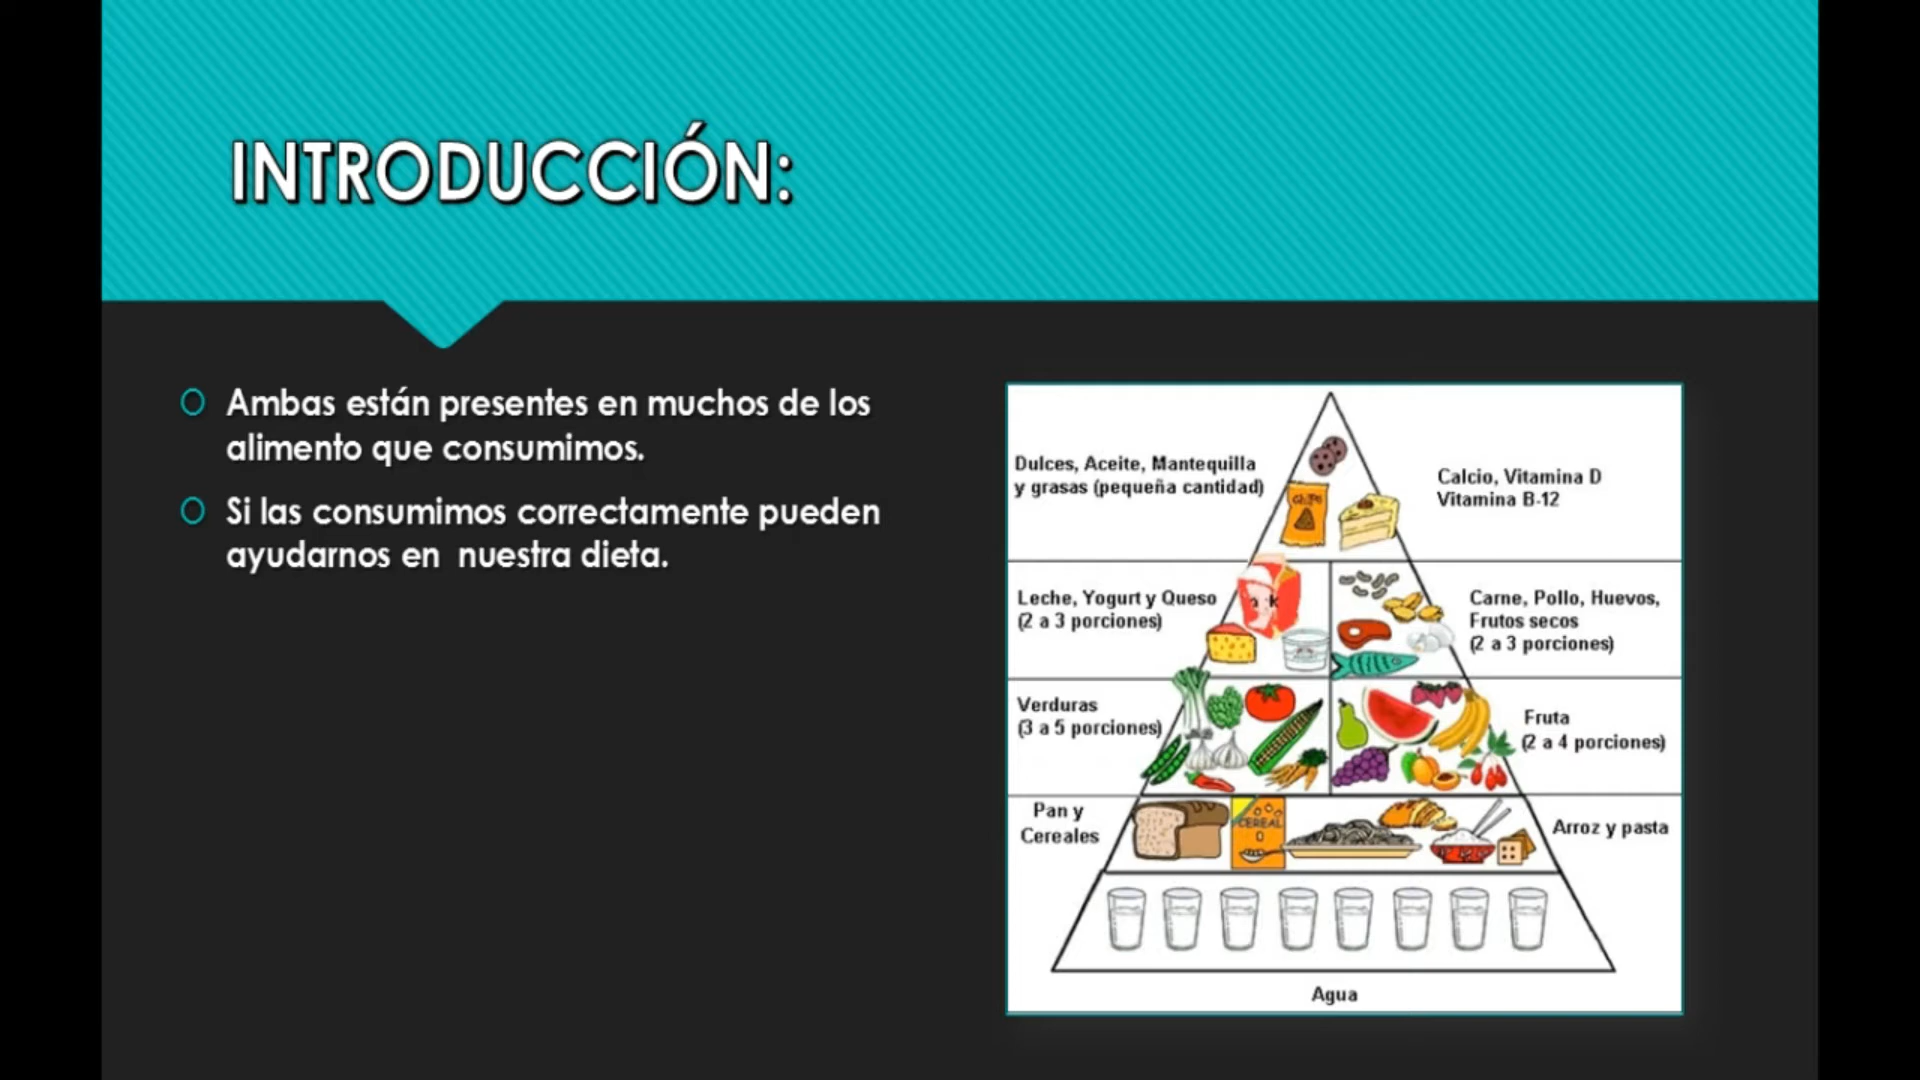 INTRODUCCIÓN:
Ambas están presentes en muchos de los
alimento que consumimos.
Si las consumimos correctamente pueden
ayudarnos en  nuestra dieta.
Dulces, Aceite, Mantequilla
y grasas (pequeña cantidad)
Calcio, Vitamina D
Vitamina B-12
Chips
Leche, Yogurt y Queso
(2 a 3 porciones)
Carne, Pollo, Huevos,
Frutos secos
(2 a 3 porciones)
Verduras
(3 a 5 porciones)
Fruta
(2 a 4 porciones)
Pan y
Cereales
CEREAL
Arroz y pasta
Agua